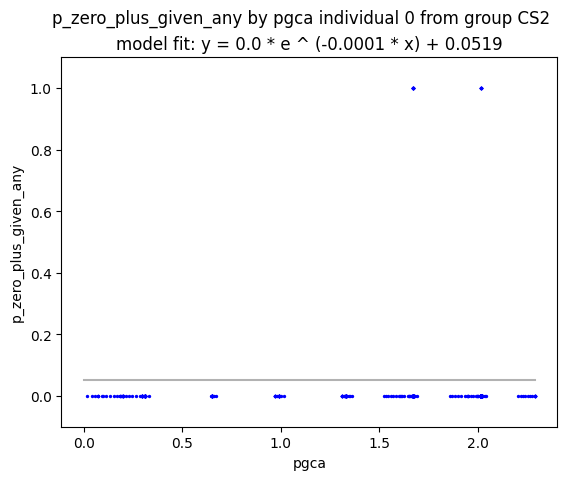 p_zero_plus_given_any by pgca individual 0 from group CS2
model fit: y = 0.0 * e ^ (-0.0001 * x) + 0.0519
1.0
0.8
0.6
0.4
0.2
0.0
p_zero_plus_given_any
0.0 0.5 1.0 1.5 2.0
pgca